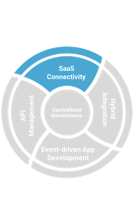 SaaS
Connectivity
Hybrid
Integration
Event-driven App
Development
API
Management
Centralized
Governance